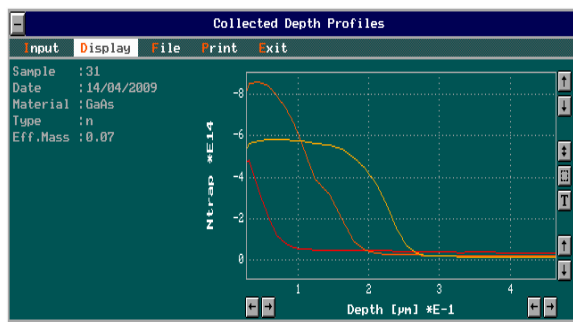 Collected Depth Profiles
Input Display File Print Exit
Sample :31
Date :14/04/2009
Material :GaAs
Type :n
Eff.Mass :0.07
Ntrap *E14
-8
-6
-4
-2
0
1 2 3 4
Depth [µm] *E-1
T